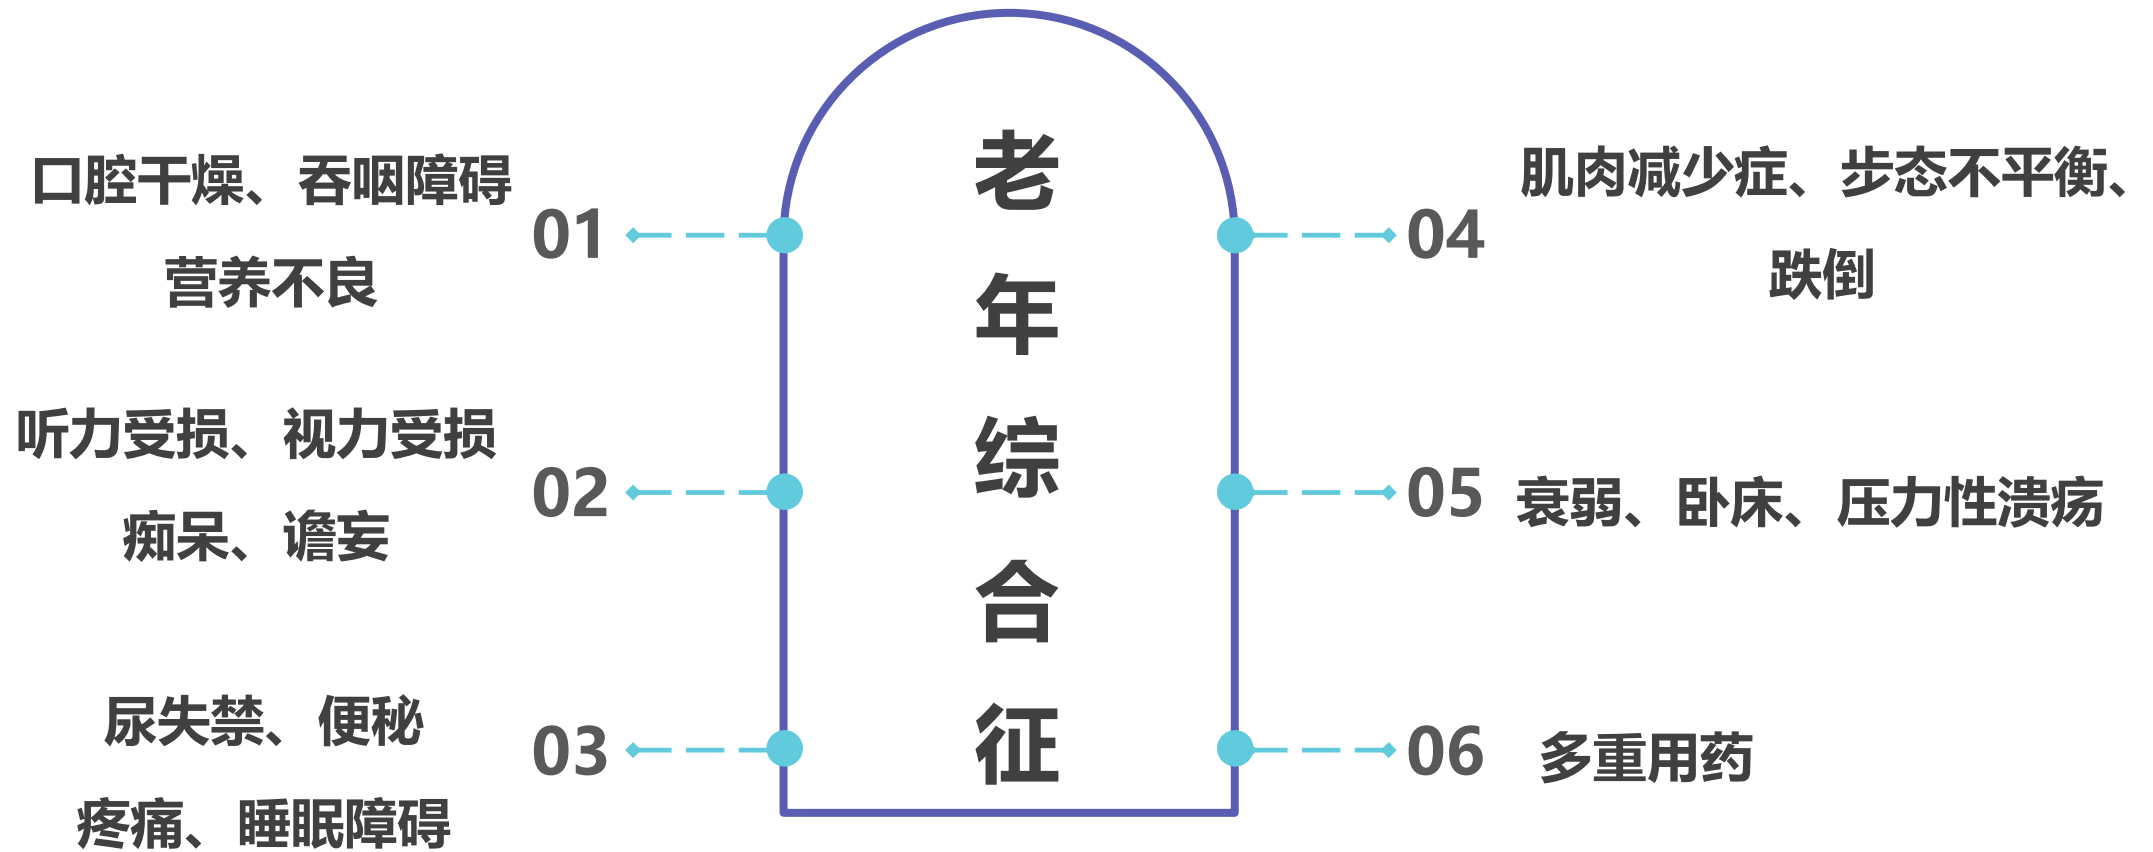 老年综合征
口腔干燥、吞咽障碍
营养不良
01
听力受损、视力受损
痴呆、谵妄
02
尿失禁、便秘
疼痛、睡眠障碍
03
04
肌肉减少症、步态不平衡、
跌倒
05
衰弱、卧床、压力性溃疡
06
多重用药